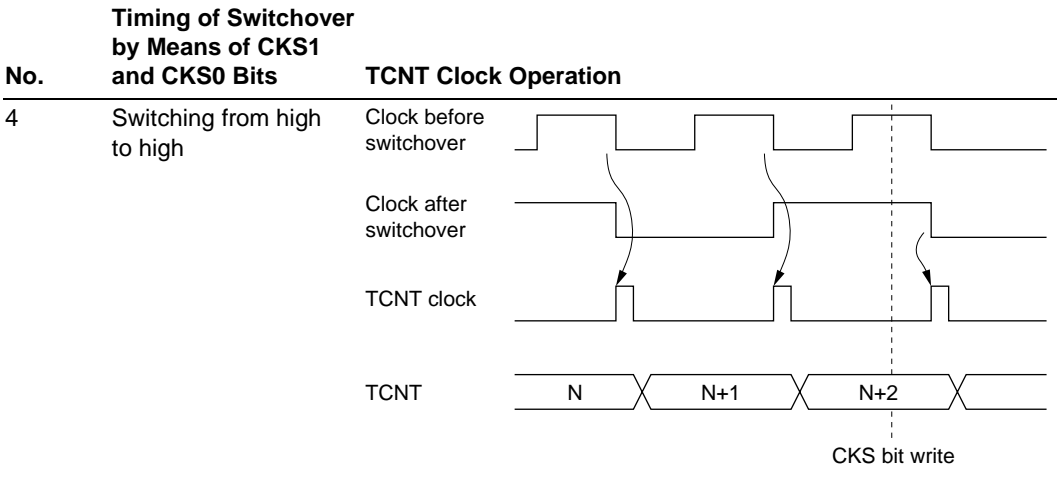 No.
Timing of Switchover
by Means of CKS1
and CKS0 Bits
TCNT Clock Operation
4
Switching from high
to high
Clock before
switchover
Clock after
switchover
TCNT clock
TCNT
N
N+1
N+2
CKS bit write